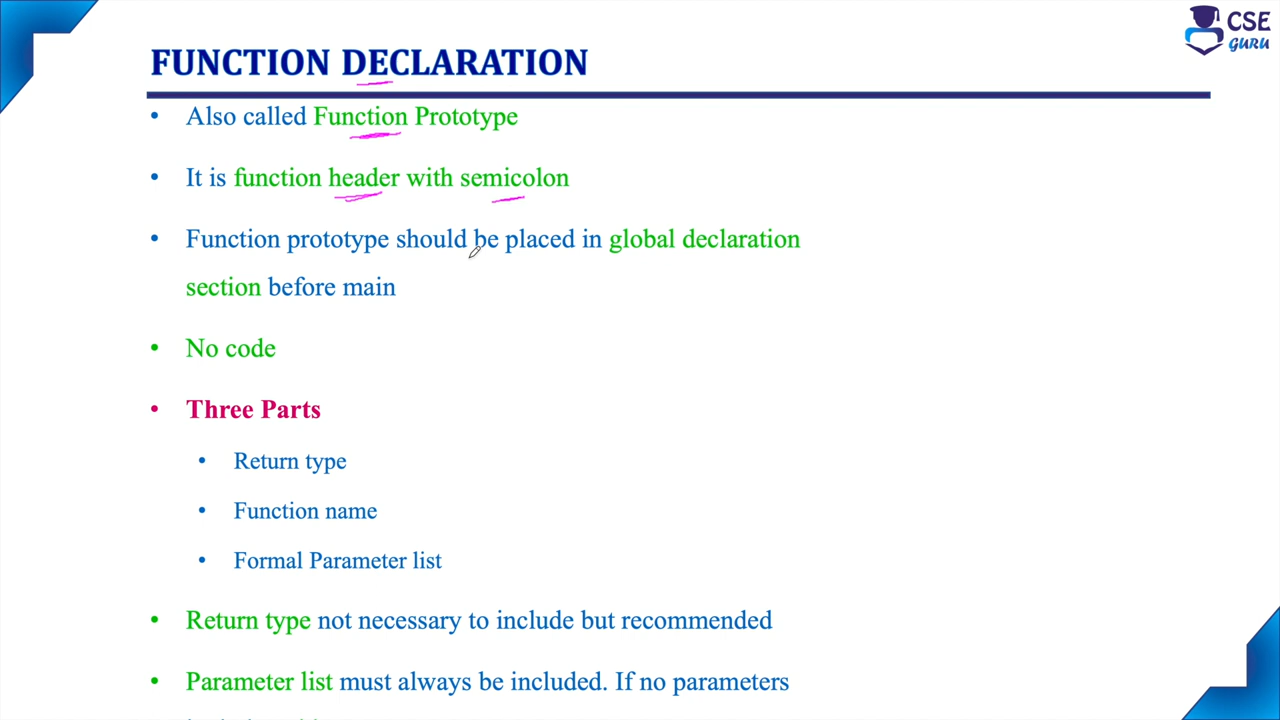 CSE
GURU
FUNCTION DECLARATION
• Also called Function Prototype
• It is function header with semicolon
• Function prototype should be placed in global declaration
section before main
• No code
• Three Parts
• Return type
• Function name
• Formal Parameter list
• Return type not necessary to include but recommended
• Parameter list must always be included. If no parameters